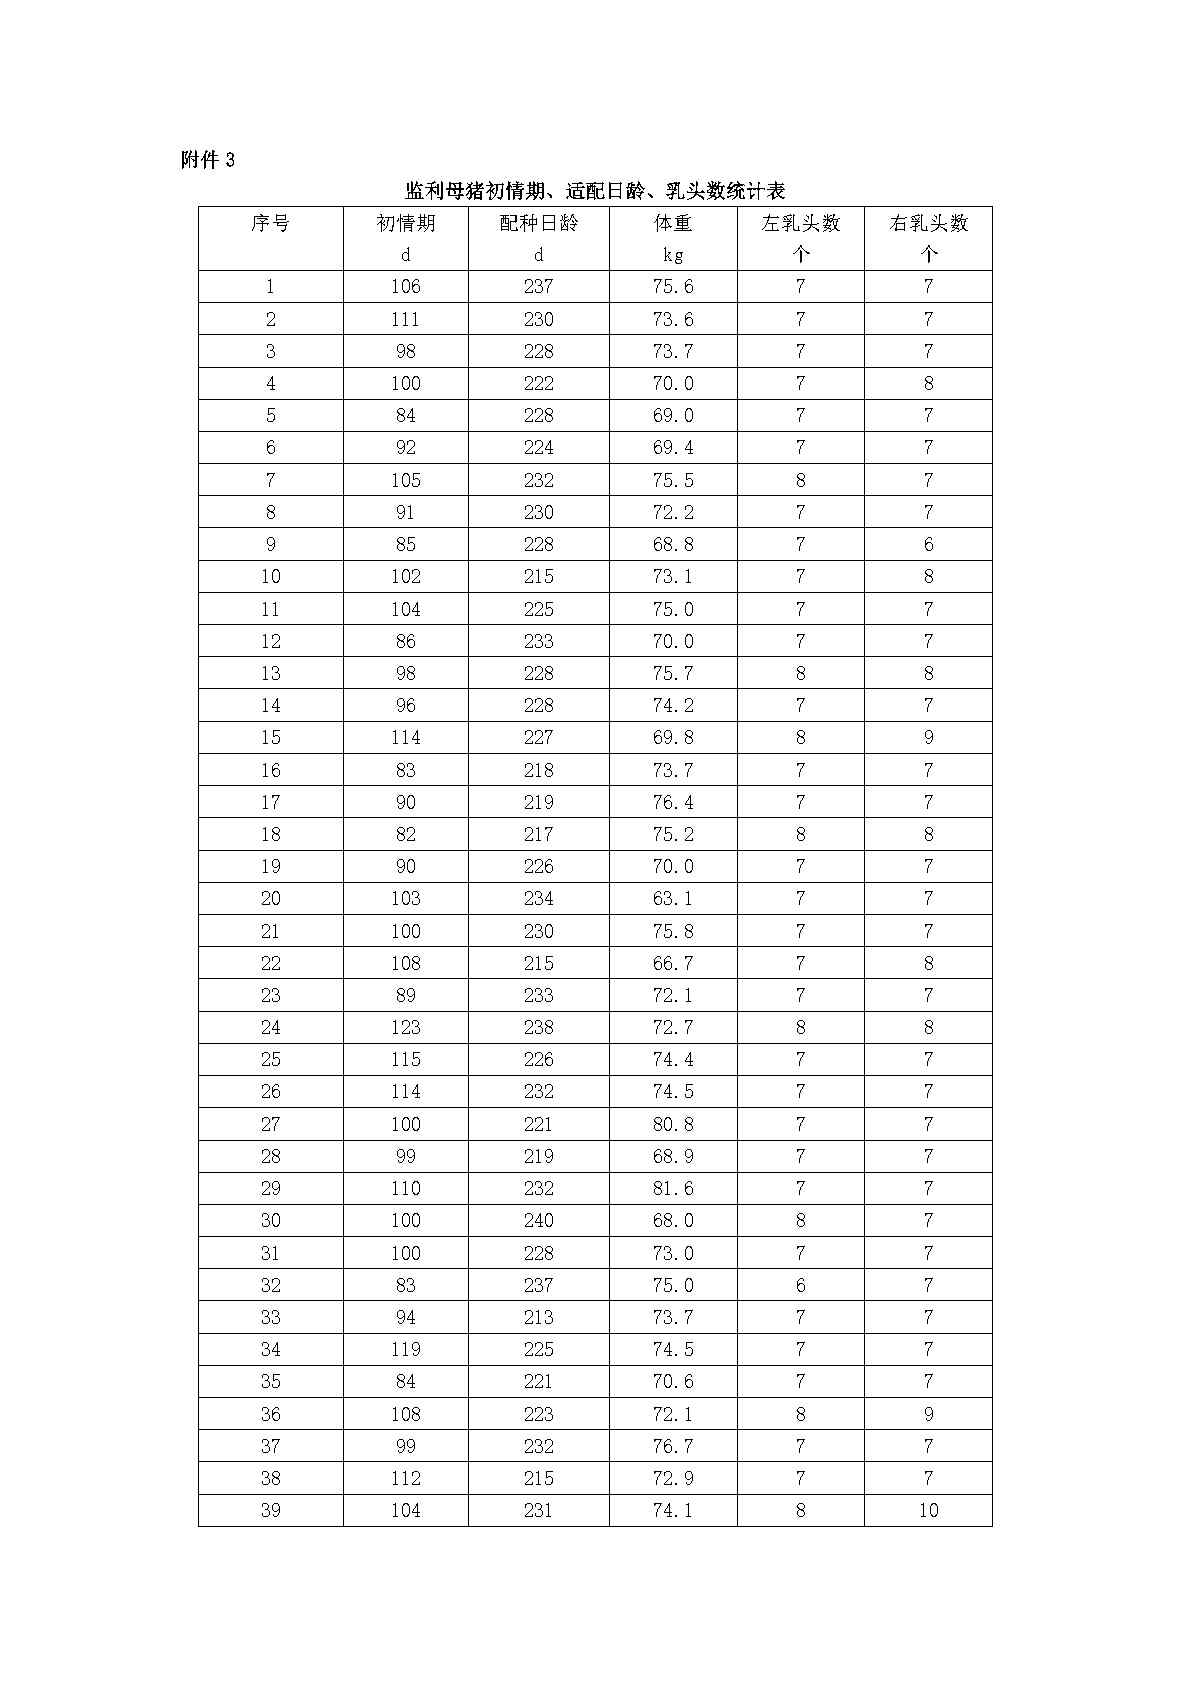 附件 3
监利母猪初情期、适配日龄、乳头数统计表
序号 初情期 配种日龄 体重 左乳头数 右乳头数
d d kg 个 个
1 106 237 75.6 7 7
2 111 230 73.6 7 7
3 98 228 73.7 7 7
4 100 222 70.0 7 8
5 84 228 69.0 7 7
6 92 224 69.4 7 7
7 105 232 75.5 8 7
8 91 230 72.2 7 7
9 85 228 68.8 7 6
10 102 215 73.1 7 8
11 104 225 75.0 7 7
12 86 233 70.0 7 7
13 98 228 75.7 8 8
14 96 228 74.2 7 7
15 114 227 69.8 8 9
16 83 218 73.7 7 7
17 90 219 76.4 7 7
18 82 217 75.2 8 8
19 90 226 70.0 7 7
20 103 234 63.1 7 7
21 100 230 75.8 7 7
22 108 215 66.7 7 8
23 89 233 72.1 7 7
24 123 238 72.7 8 8
25 115 226 74.4 7 7
26 114 232 74.5 7 7
27 100 221 80.8 7 7
28 99 219 68.9 7 7
29 110 232 81.6 7 7
30 100 240 68.0 8 7
31 100 228 73.0 7 7
32 83 237 75.0 6 7
33 94 213 73.7 7 7
34 119 225 74.5 7 7
35 84 221 70.6 7 7
36 108 223 72.1 8 9
37 99 232 76.7 7 7
38 112 215 72.9 7 7
39 104 231 74.1 8 10